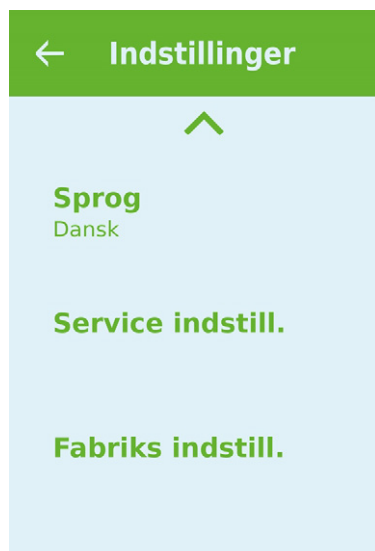 Indstillinger
Sprog
Dansk
Service indstill.
Fabriks indstill.